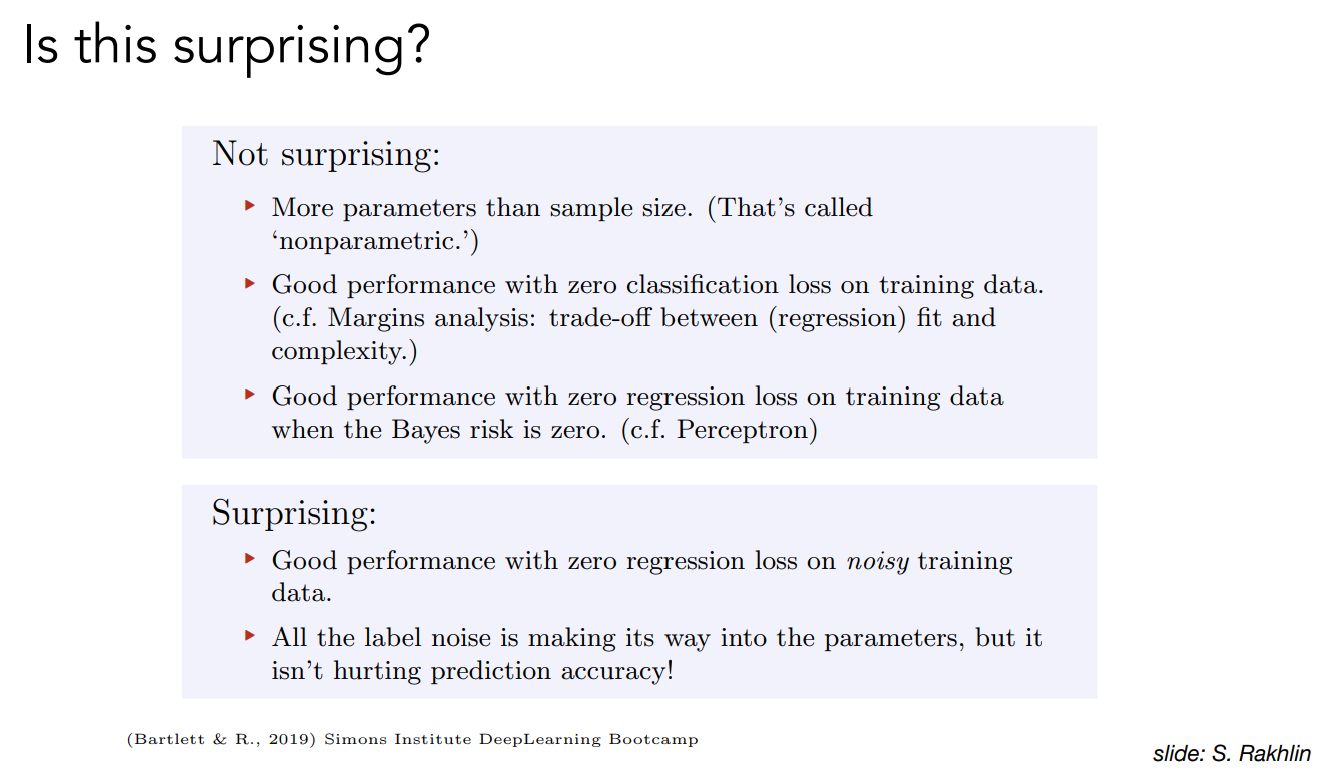 Is this surprising?
Not surprising:
▶ More parameters than sample size. (That's called
'nonparametric.')
▶ Good performance with zero classification loss on training data.
(c.f. Margins analysis: trade-off between (regression) fit and
complexity.)
▶ Good performance with zero regression loss on training data
when the Bayes risk is zero. (c.f. Perceptron)
Surprising:
▶ Good performance with zero regression loss on noisy training
data.
▶ All the label noise is making its way into the parameters, but it
isn't hurting prediction accuracy!
(Bartlett & R., 2019) Simons Institute DeepLearning Bootcamp
slide: S. Rakhlin